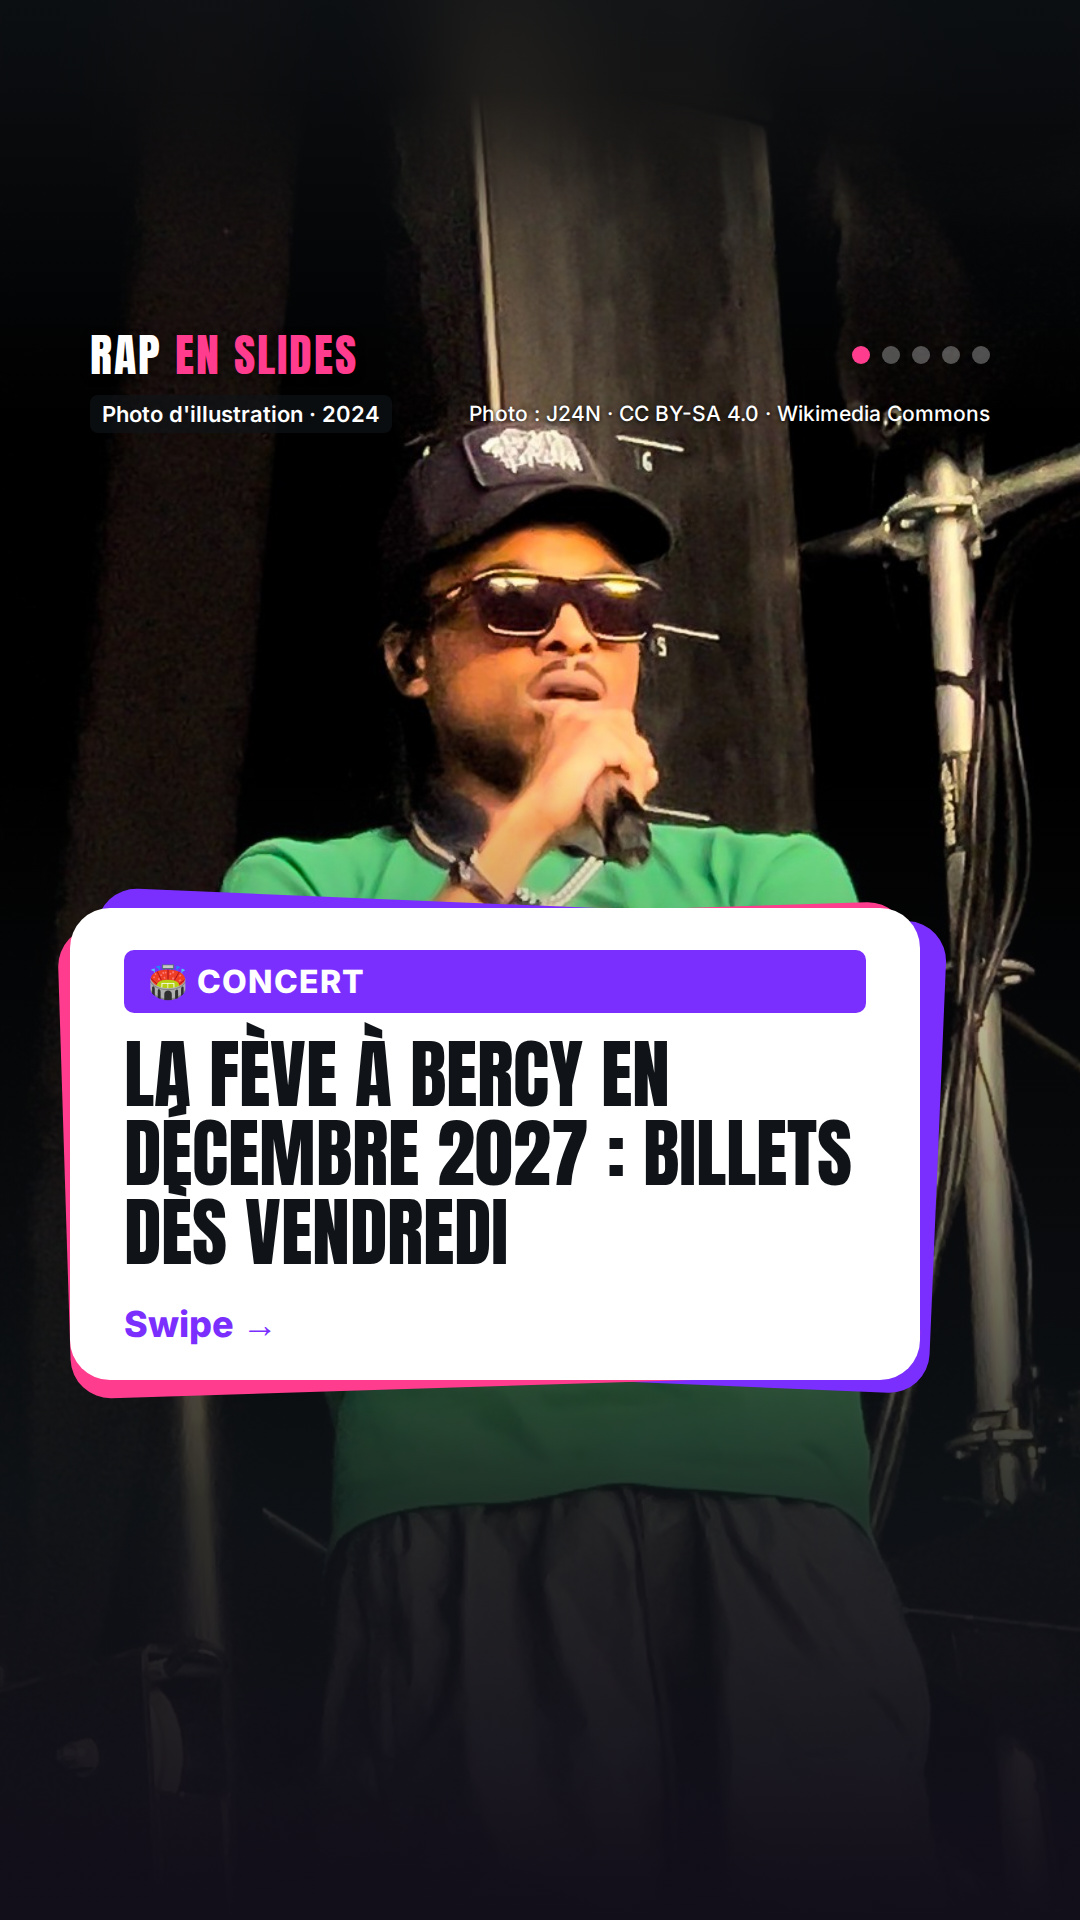 RAP EN SLIDES
Photo d'illustration · 2024
Photo : J24N · CC BY-SA 4.0 · Wikimedia Commons
G
5
CONCERT
LA FÈVE À BERCY EN
DÉCEMBRE 2027 : BILLETS
DÈS VENDREDI
Swipe →